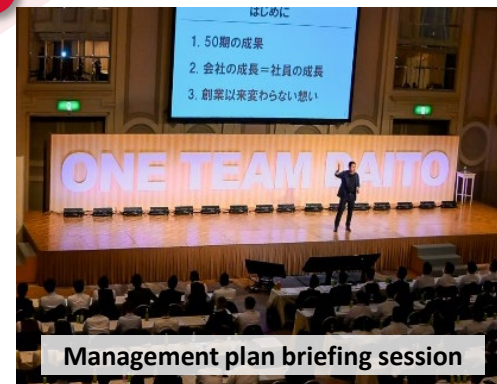 はじめに
1. 50期の成果
2. 会社の成長＝社員の成長
3. 創業以来変わらない想い
ONE TEAM DAITO
Management plan briefing session